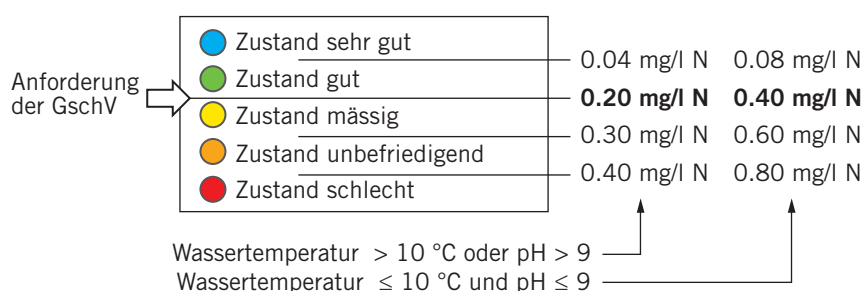 Zustand sehr gut
0.04 mg/l N 0.08 mg/l N
Anforderung
der GschV
Zustand gut
0.20 mg/l N 0.40 mg/l N
Zustand mässig
0.30 mg/l N 0.60 mg/l N
Zustand unbefriedigend
0.40 mg/l N 0.80 mg/l N
Zustand schlecht
Wassertemperatur > 10 °C oder pH > 9
Wassertemperatur ≤ 10 °C und pH ≤ 9